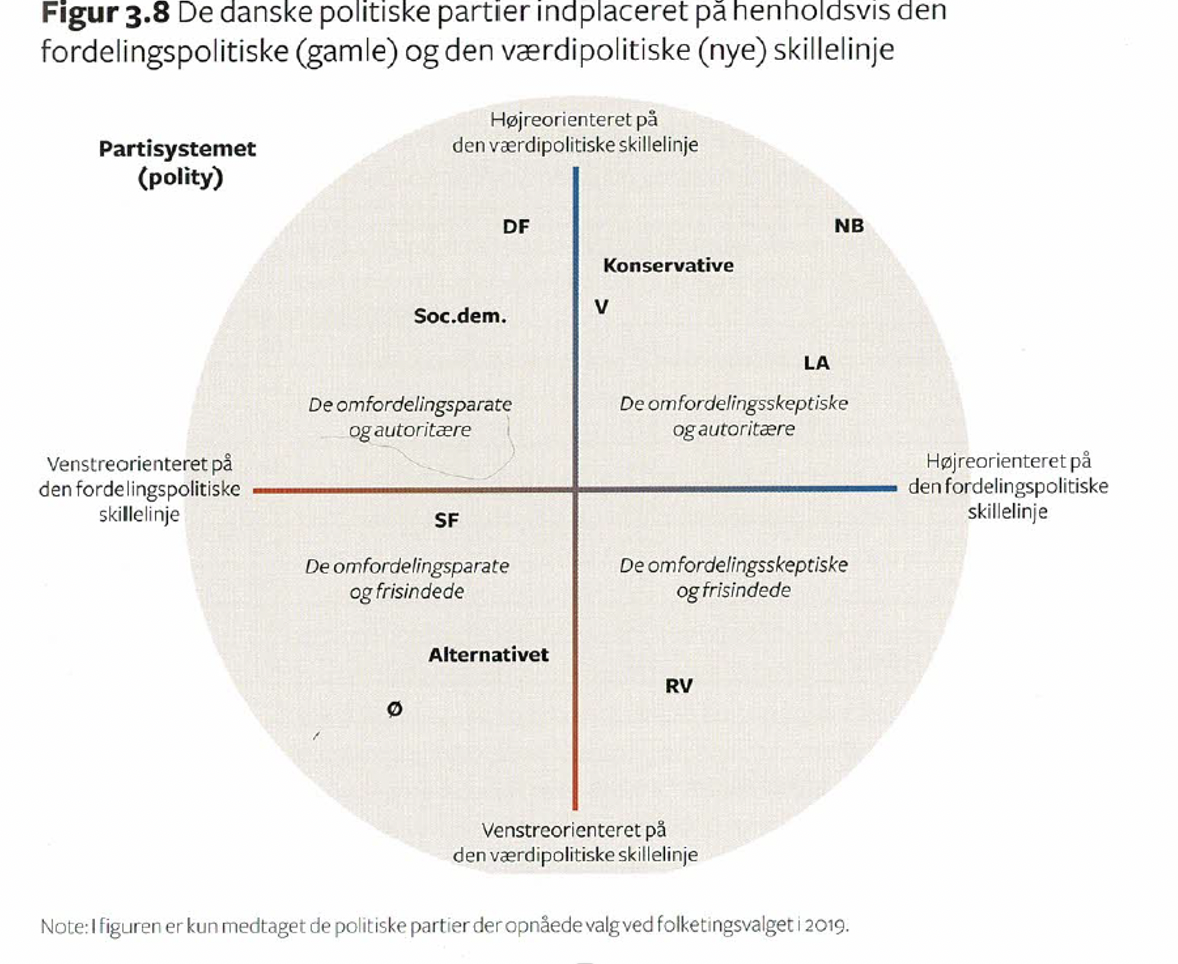 Figur 3.8 De danske politiske partier indplaceret på henholdsvis den
fordelingspolitiske (gamle) og den værdipolitiske (nye) skillelinje
Partisystemet
(polity)
Højreorienteret på
den værdipolitiske skillelinje
DF
NB
Konservative
V
Soc.dem.
LA
De omfordelingsparate
og autoritære
De omfordelingsskeptiske
og autoritære
Venstreorienteret på
den fordelingspolitiske
skillelinje
Højreorienteret på
den fordelingspolitiske
skillelinje
SF
De omfordelingsparate
og frisindede
De omfordelingsskeptiske
og frisindede
Alternativet
RV
Ø
Venstreorienteret på
den værdipolitiske skillelinje
Note: I figuren er kun medtaget de politiske partier der opnåede valg ved folketingsvalget i 2019.